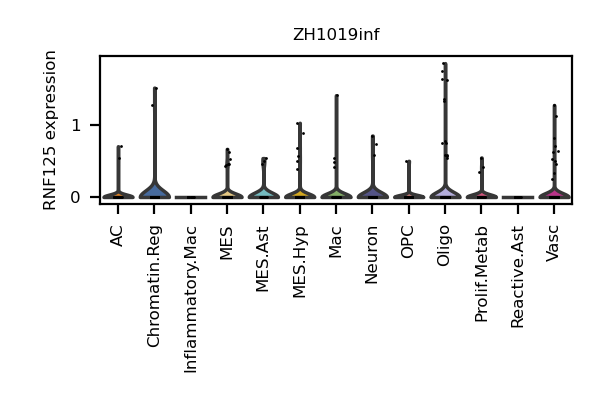 ZH1019inf
RNF125 expression
1
0
AC
Chromatin.Reg
Inflammatory.Mac
MES
MES.Ast
MES.Hyp
Mac
Neuron
OPC
Oligo
Prolif.Metab
Reactive.Ast
Vasc